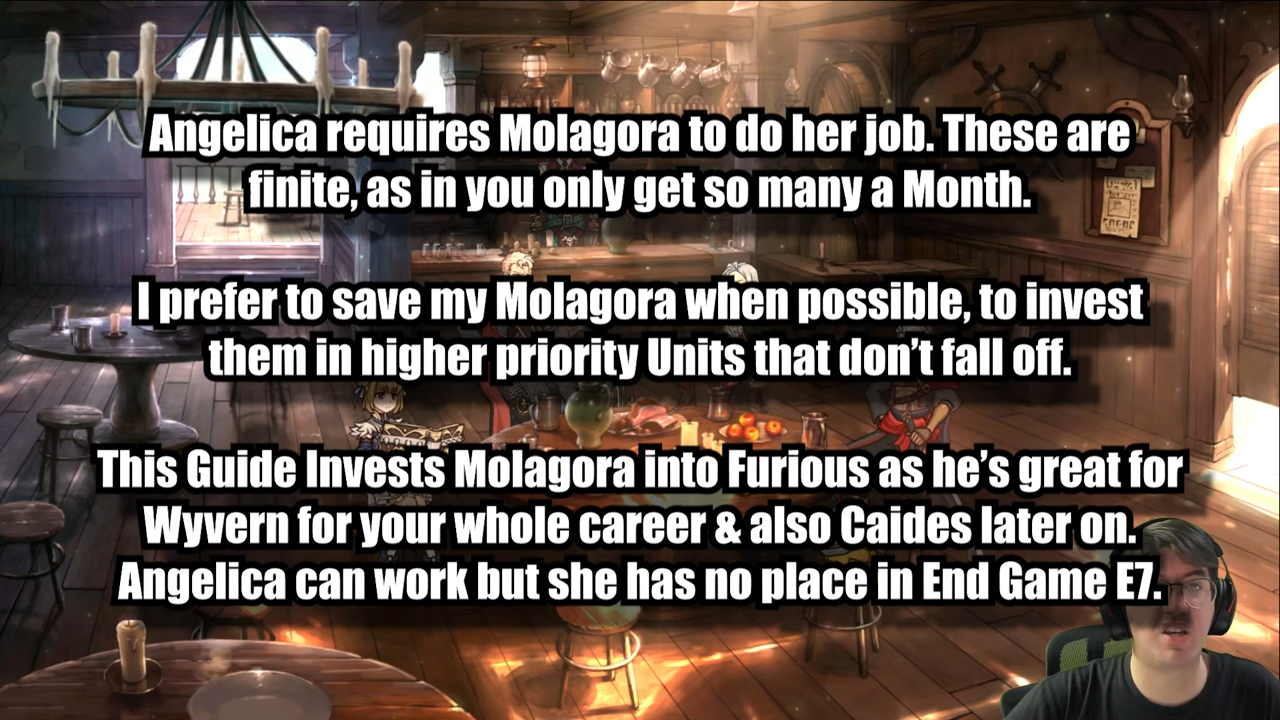 Angelica requires Molagora to do her job. These are
finite, as in you only get so many a Month.
I prefer to save my Molagora when possible, to invest
them in higher priority Units that don't fall off.
This Guide Invests Molagora into Furious as he's great for
Wyvern for your whole career & also Caides later on.
Angelica can work but she has no place in End Game E7.